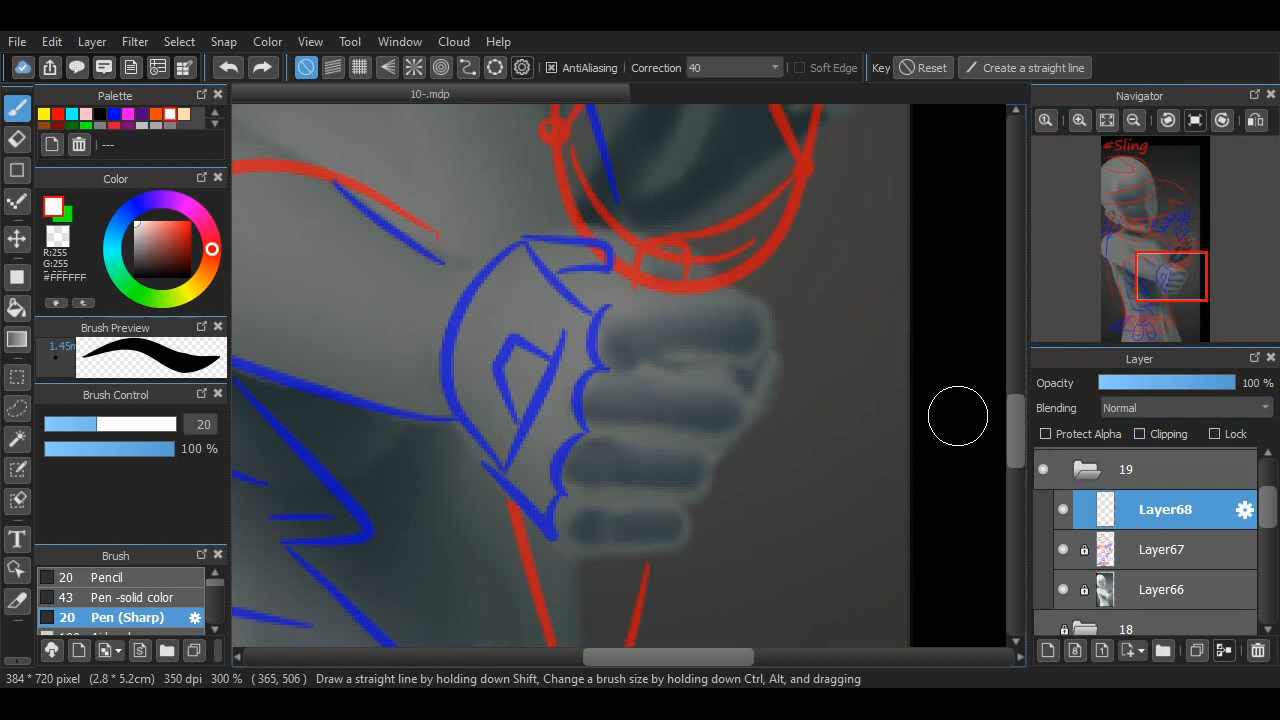 File Edit Layer Filter Select Snap Color View Tool Window Cloud Help
AntiAliasing Correction 40 Soft Edge Key Reset Create a straight line
Palette
10-.mdp
Navigator
---
#Sling
Color
R:255
G:255
#FFFFFF
Brush Preview
1.45m
Brush Control
20
100 %
Layer
Opacity 100 %
Blending Normal
Protect Alpha Clipping Lock
19
Layer68
Layer67
Layer66
18
Brush
20 Pencil
43 Pen -solid color
20 Pen (Sharp)
384 * 720 pixel (2.8 * 5.2cm) 350 dpi 300 % ( 365, 506 ) Draw a straight line by holding down Shift, Change a brush size by holding down Ctrl, Alt, and dragging